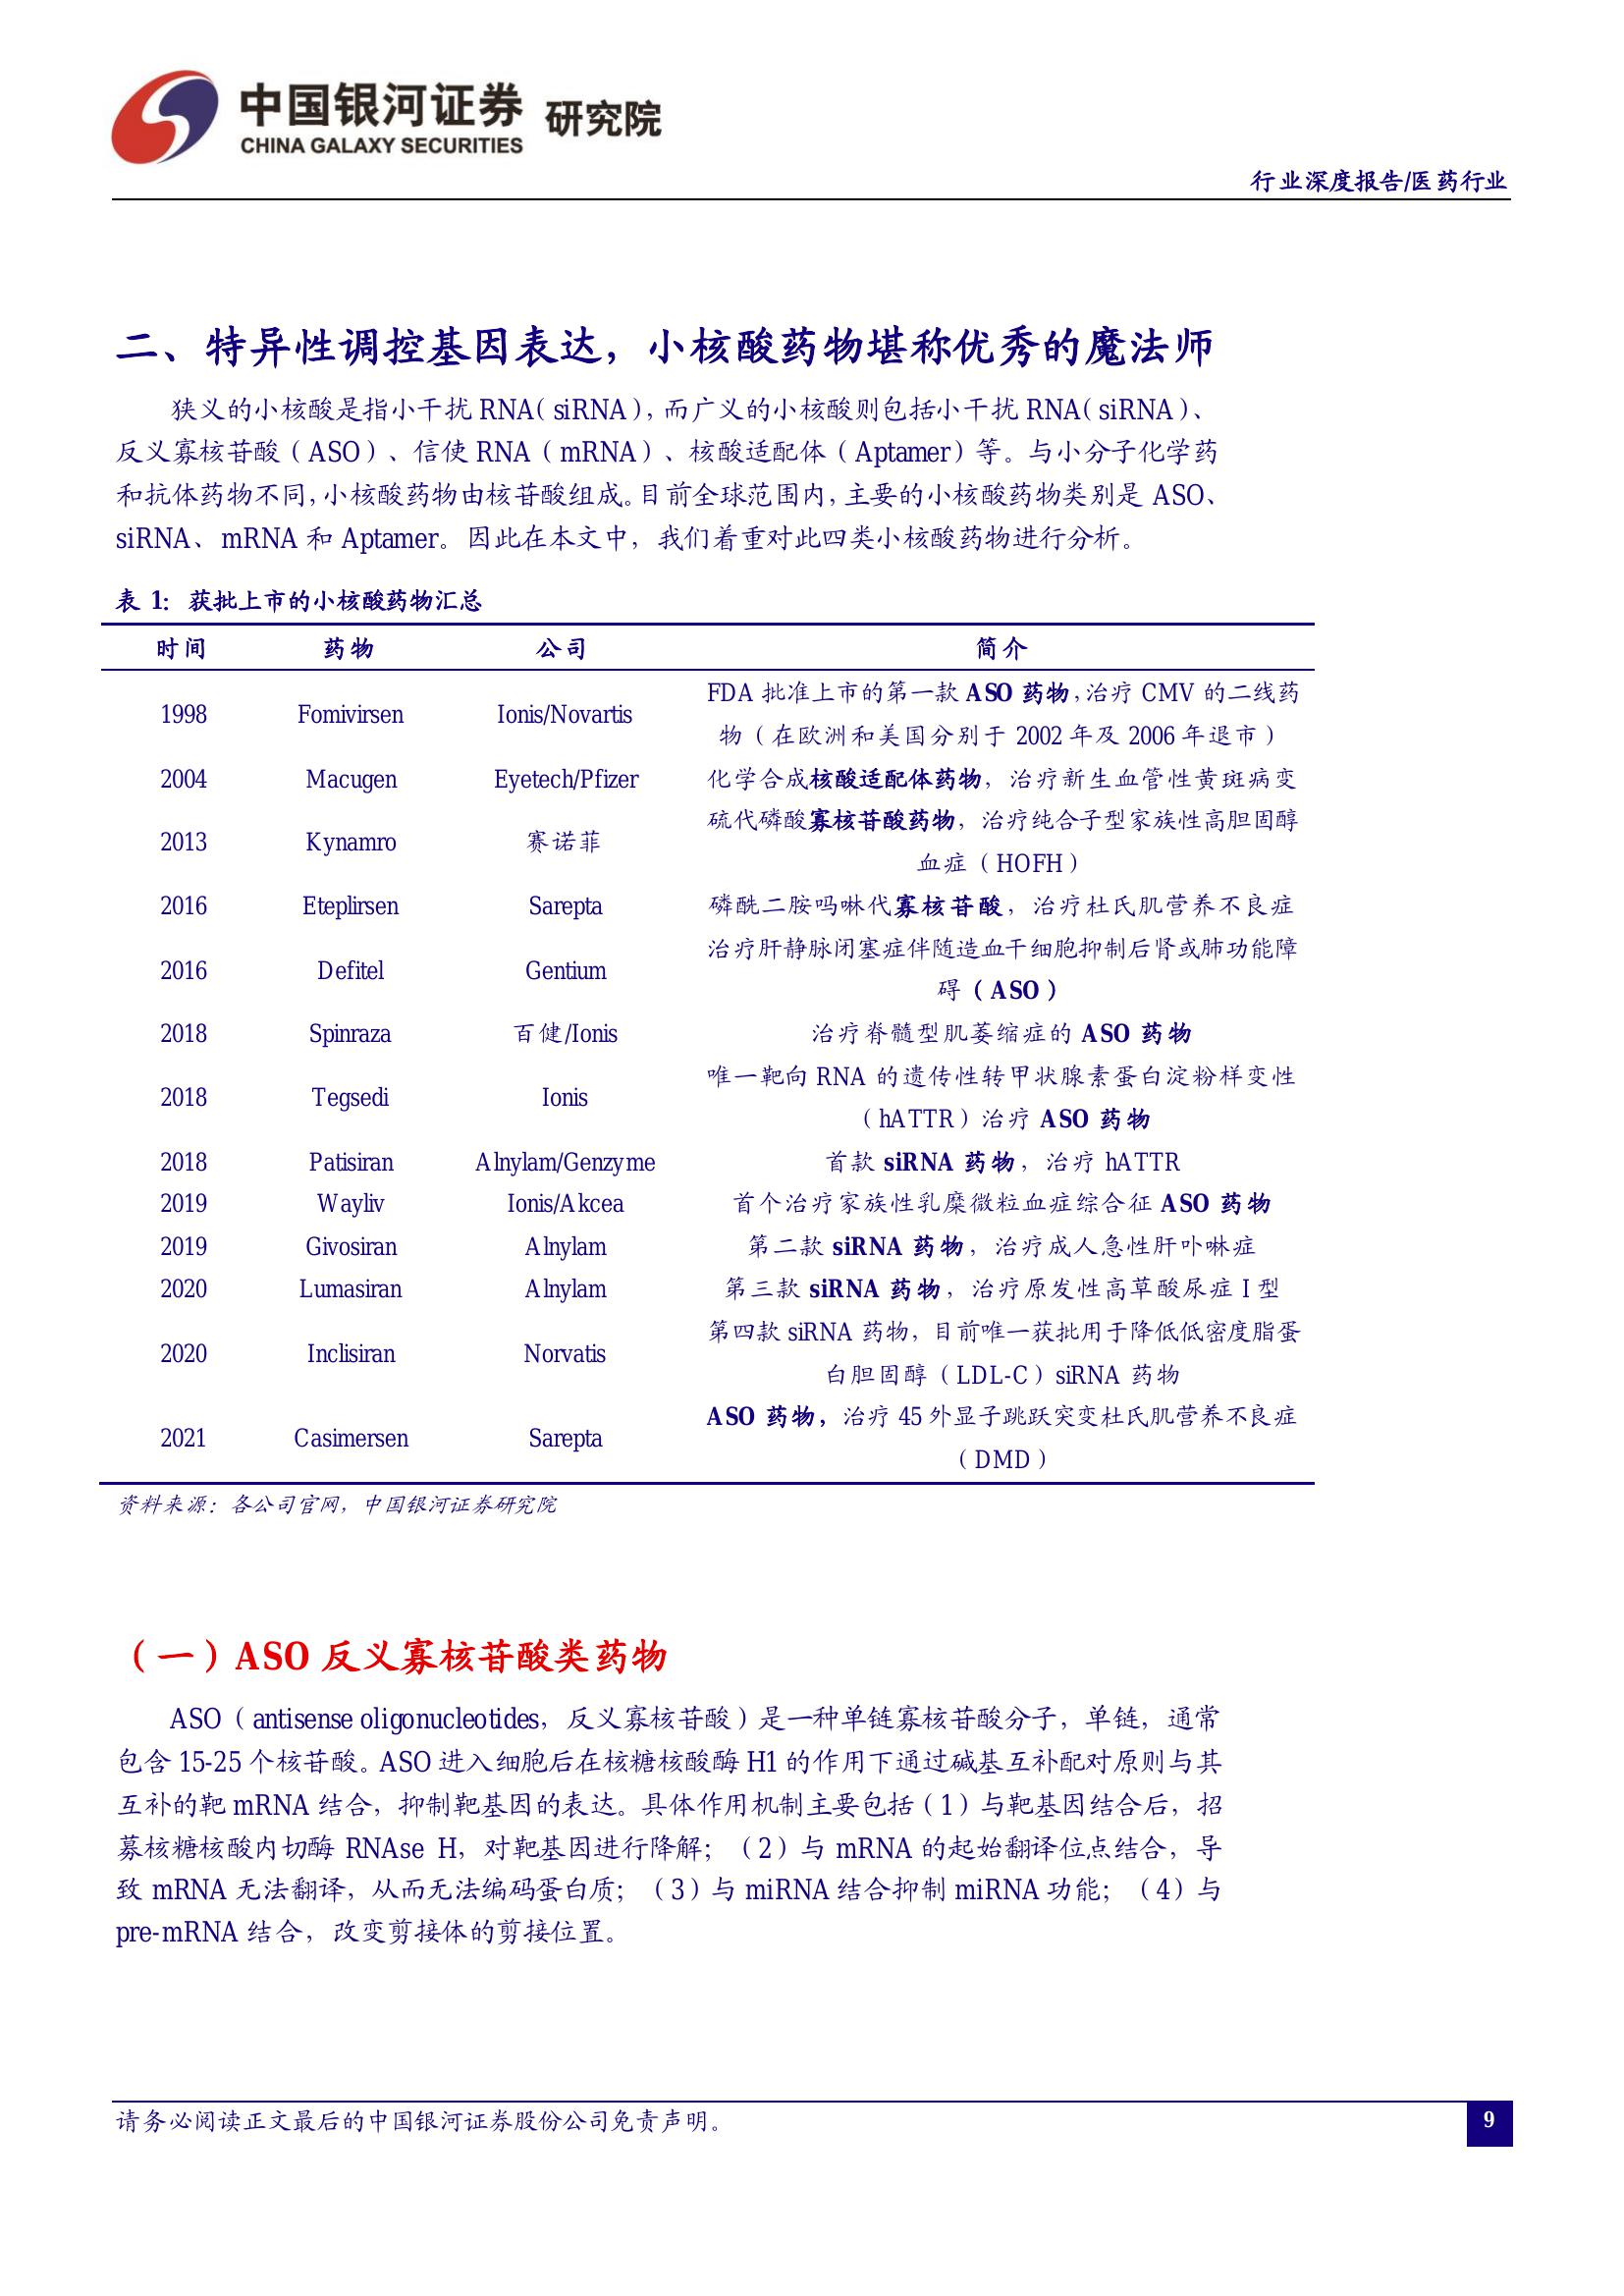 中国银河证券 研究院
CHINA GALAXY SECURITIES
行业深度报告/医药行业
二、特异性调控基因表达，小核酸药物堪称优秀的魔法师
狭义的小核酸是指小干扰 RNA（siRNA），而广义的小核酸则包括小干扰 RNA（siRNA）、
反义寡核苷酸（ASO）、信使 RNA（mRNA）、核酸适配体（Aptamer）等。与小分子化学药
和抗体药物不同，小核酸药物由核苷酸组成。目前全球范围内，主要的小核酸药物类别是 ASO、
siRNA、mRNA 和 Aptamer。因此在本文中，我们着重对此四类小核酸药物进行分析。
表 1：获批上市的小核酸药物汇总
时间 药物 公司 简介
FDA 批准上市的第一款 ASO 药物，治疗 CMV 的二线药
1998 Fomivirsen Ionis/Novartis
物（在欧洲和美国分别于 2002 年及 2006 年退市）
2004 Macugen Eyetech/Pfizer 化学合成核酸适配体药物，治疗新生血管性黄斑病变
硫代磷酸寡核苷酸药物，治疗纯合子型家族性高胆固醇
2013 Kynamro 赛诺菲
血症（HOFH）
2016 Eteplirsen Sarepta 磷酰二胺吗啉代寡核苷酸，治疗杜氏肌营养不良症
治疗肝静脉闭塞症伴随造血干细胞抑制后肾或肺功能障
2016 Defitel Gentium
碍（ASO）
2018 Spinraza 百健/Ionis 治疗脊髓型肌萎缩症的 ASO 药物
唯一靶向 RNA 的遗传性转甲状腺素蛋白淀粉样变性
2018 Tegsedi Ionis
（hATTR）治疗 ASO 药物
2018 Patisiran Alnylam/Genzyme 首款 siRNA 药物，治疗 hATTR
2019 Wayliv Ionis/Akcea 首个治疗家族性乳糜微粒血症综合征 ASO 药物
2019 Givosiran Alnylam 第二款 siRNA 药物，治疗成人急性肝卟啉症
2020 Lumasiran Alnylam 第三款 siRNA 药物，治疗原发性高草酸尿症 I 型
第四款 siRNA 药物，目前唯一获批用于降低低密度脂蛋
2020 Inclisiran Norvatis
白胆固醇（LDL-C）siRNA 药物
ASO 药物，治疗 45 外显子跳跃突变杜氏肌营养不良症
2021 Casimersen Sarepta
（DMD）
资料来源：各公司官网，中国银河证券研究院
（一）ASO 反义寡核苷酸类药物
ASO（antisense oligonucleotides，反义寡核苷酸）是一种单链寡核苷酸分子，单链，通常
包含 15-25 个核苷酸。ASO 进入细胞后在核糖核酸酶 H1 的作用下通过碱基互补配对原则与其
互补的靶 mRNA 结合，抑制靶基因的表达。具体作用机制主要包括（1）与靶基因结合后，招
募核糖核酸内切酶 RNAse H，对靶基因进行降解；（2）与 mRNA 的起始翻译位点结合，导
致 mRNA 无法翻译，从而无法编码蛋白质；（3）与 miRNA 结合抑制 miRNA 功能；（4）与
pre-mRNA 结合，改变剪接体的剪接位置。
请务必阅读正文最后的中国银河证券股份公司免责声明。
9